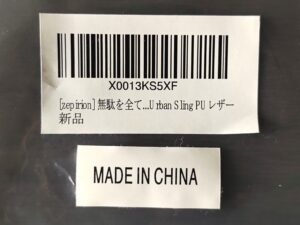 X0013KS5XF
[zepirion] 無駄を全て...Urban Sling PU レザー
新品
MADE IN CHINA